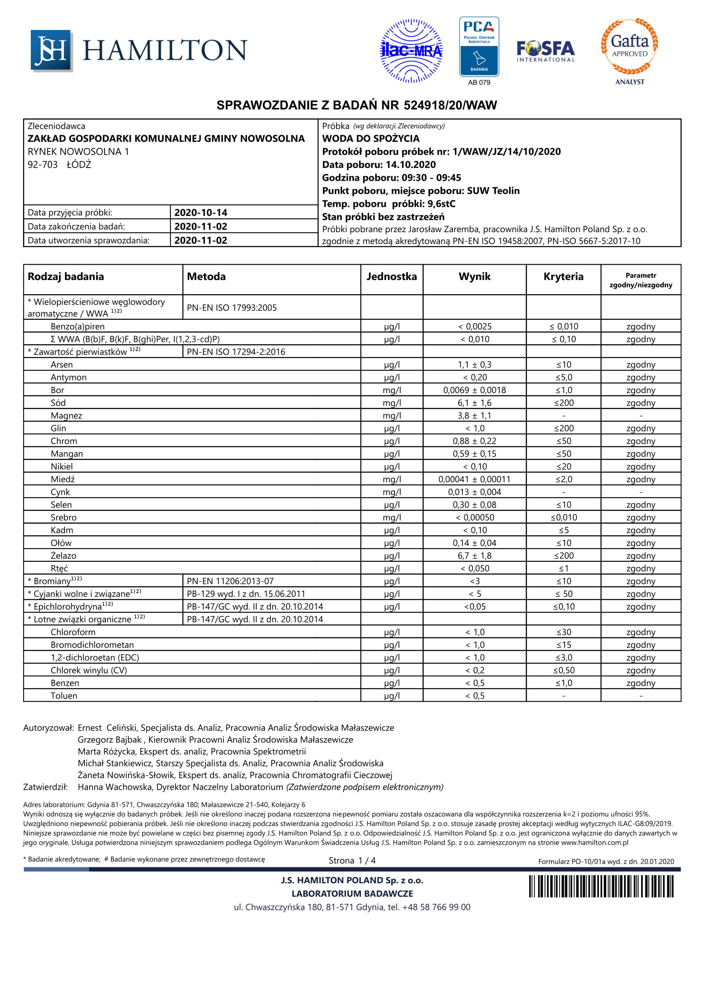 JSH HAMILTON
ilac-MRA
PCA
POLSKIE CENTRUM
AKREDYTACJI
BADANIA
AB 079
FOSFA
INTERNATIONAL
Gafta
APPROVED
ANALYST
SPRAWOZDANIE Z BADAŃ NR 524918/20/WAW
Zleceniodawca
ZAKŁAD GOSPODARKI KOMUNALNEJ GMINY NOWOSOLNA
RYNEK NOWOSOLNA 1
92-703 ŁÓDŹ
Data przyjęcia próbki: 2020-10-14
Data zakończenia badań: 2020-11-02
Data utworzenia sprawozdania: 2020-11-02
Próbka (wg deklaracji Zleceniodawcy)
WODA DO SPOŻYCIA
Protokół poboru próbek nr: 1/WAW/JZ/14/10/2020
Data poboru: 14.10.2020
Godzina poboru: 09:30 - 09:45
Punkt poboru, miejsce poboru: SUW Teolin
Temp. poboru próbki: 9,6stC
Stan próbki bez zastrzeżeń
Próbki pobrane przez Jarosław Zaremba, pracownika J.S. Hamilton Poland Sp. z o.o.
zgodnie z metodą akredytowaną PN-EN ISO 19458:2007, PN-ISO 5667-5:2017-10
Rodzaj badania Metoda Jednostka Wynik Kryteria Parametr zgodny/niezgodny
* Wielopierścieniowe węglowodory
aromatyczne / WWA ¹⁾²⁾ PN-EN ISO 17993:2005
Benzo(a)piren µg/l < 0,0025 ≤ 0,010 zgodny
Σ WWA (B(b)F, B(k)F, B(ghi)Per, I(1,2,3-cd)P) µg/l < 0,010 ≤ 0,10 zgodny
* Zawartość pierwiastków ¹⁾²⁾ PN-EN ISO 17294-2:2016
Arsen µg/l 1,1 ± 0,3 ≤10 zgodny
Antymon µg/l < 0,20 ≤5,0 zgodny
Bor mg/l 0,0069 ± 0,0018 ≤1,0 zgodny
Sód mg/l 6,1 ± 1,6 ≤200 zgodny
Magnez mg/l 3,8 ± 1,1 - -
Glin µg/l < 1,0 ≤200 zgodny
Chrom µg/l 0,88 ± 0,22 ≤50 zgodny
Mangan µg/l 0,59 ± 0,15 ≤50 zgodny
Nikiel µg/l < 0,10 ≤20 zgodny
Miedź mg/l 0,00041 ± 0,00011 ≤2,0 zgodny
Cynk mg/l 0,013 ± 0,004 - -
Selen µg/l 0,30 ± 0,08 ≤10 zgodny
Srebro mg/l < 0,00050 ≤0,010 zgodny
Kadm µg/l < 0,10 ≤5 zgodny
Ołów µg/l 0,14 ± 0,04 ≤10 zgodny
Żelazo µg/l 6,7 ± 1,8 ≤200 zgodny
Rtęć µg/l < 0,050 ≤1 zgodny
* Bromiany¹⁾²⁾ PN-EN 11206:2013-07 µg/l <3 ≤10 zgodny
* Cyjanki wolne i związane¹⁾²⁾ PB-129 wyd. I z dn. 15.06.2011 µg/l < 5 ≤ 50 zgodny
* Epichlorohydryna¹⁾²⁾ PB-147/GC wyd. II z dn. 20.10.2014 µg/l <0,05 ≤0,10 zgodny
* Lotne związki organiczne ¹⁾²⁾ PB-147/GC wyd. II z dn. 20.10.2014
Chloroform µg/l < 1,0 ≤30 zgodny
Bromodichlorometan µg/l < 1,0 ≤15 zgodny
1,2-dichloroetan (EDC) µg/l < 1,0 ≤3,0 zgodny
Chlorek winylu (CV) µg/l < 0,2 ≤0,50 zgodny
Benzen µg/l < 0,5 ≤1,0 zgodny
Toluen µg/l < 0,5 - -
Autoryzował: Ernest Celiński, Specjalista ds. Analiz, Pracownia Analiz Środowiska Małaszewicze
Grzegorz Bajbak , Kierownik Pracowni Analiz Środowiska Małaszewicze
Marta Różycka, Ekspert ds. analiz, Pracownia Spektrometrii
Michał Stankiewicz, Starszy Specjalista ds. Analiz, Pracownia Analiz Środowiska
Żaneta Nowińska-Słowik, Ekspert ds. analiz, Pracownia Chromatografii Cieczowej
Zatwierdził: Hanna Wachowska, Dyrektor Naczelny Laboratorium (Zatwierdzone podpisem elektronicznym)
Adres laboratorium: Gdynia 81-571, Chwaszczyńska 180; Małaszewicze 21-540, Kolejarzy 6
Wyniki odnoszą się wyłącznie do badanych próbek. Jeśli nie określono inaczej podana rozszerzona niepewność pomiaru została oszacowana dla współczynnika rozszerzenia k=2 i poziomu ufności 95%.
Uwzględniono niepewność pobierania próbek. Jeśli nie określono inaczej podczas stwierdzania zgodności J.S. Hamilton Poland Sp. z o.o. stosuje zasadę prostej akceptacji według wytycznych ILAC-G8:09/2019.
Niniejsze sprawozdanie nie może być powielane w części bez pisemnej zgody J.S. Hamilton Poland Sp. z o.o. Odpowiedzialność J.S. Hamilton Poland Sp. z o.o. jest ograniczona wyłącznie do danych zawartych w
jego oryginale. Usługa potwierdzona niniejszym sprawozdaniem podlega Ogólnym Warunkom Świadczenia Usług J.S. Hamilton Poland Sp. z o.o. zamieszczonym na stronie www.hamilton.com.pl
* Badanie akredytowane; # Badanie wykonane przez zewnętrznego dostawcę
Strona 1 / 4
Formularz PO-10/01a wyd. z dn. 20.01.2020
J.S. HAMILTON POLAND Sp. z o.o.
LABORATORIUM BADAWCZE
ul. Chwaszczyńska 180, 81-571 Gdynia, tel. +48 58 766 99 00